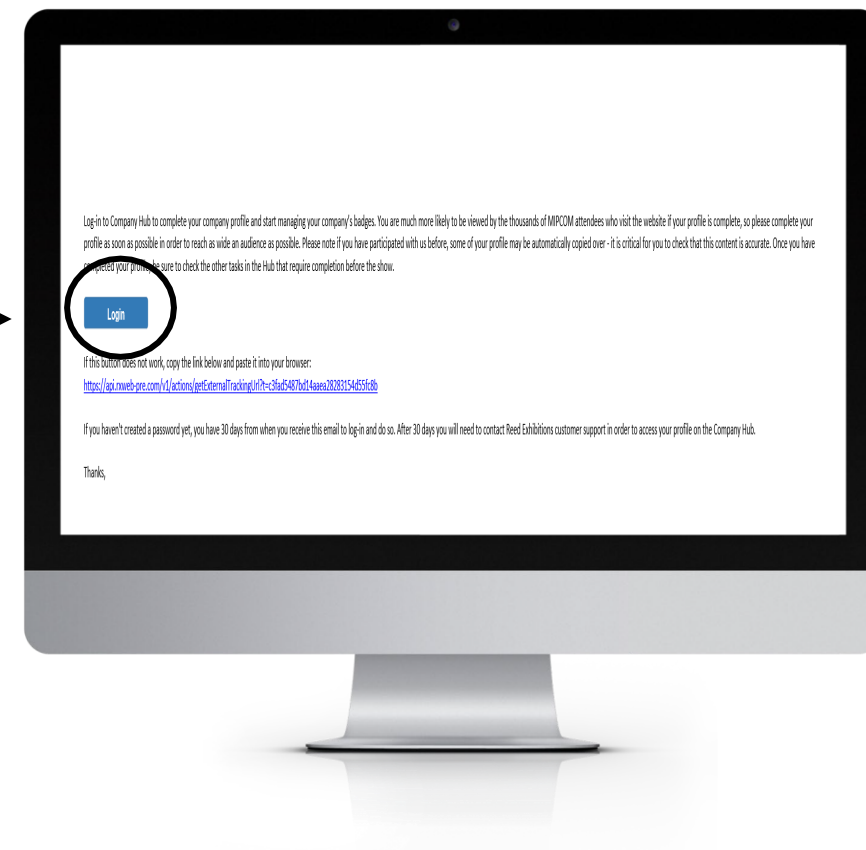 Log-in to Company Hub to complete your company profile and start managing your company's badges. You are much more likely to be viewed by the thousands of MIPCOM attendees who visit the website if your profile is complete, so please complete your
profile as soon as possible in order to reach as wide an audience as possible. Please note if you have participated with us before, some of your profile may be automatically copied over - it is critical for you to check that this content is accurate. Once you have
completed your profile, be sure to check the other tasks in the Hub that require completion before the show.
Login
If this button does not work, copy the link below and paste it into your browser:
https://api.rxweb-pre.com/v1/actions/getExternalTrackingUrl?t=c3fad5487bd14aaea28283154d55fc8b
If you haven't created a password yet, you have 30 days from when you receive this email to log-in and do so. After 30 days you will need to contact Reed Exhibitions customer support in order to access your profile on the Company Hub.
Thanks,